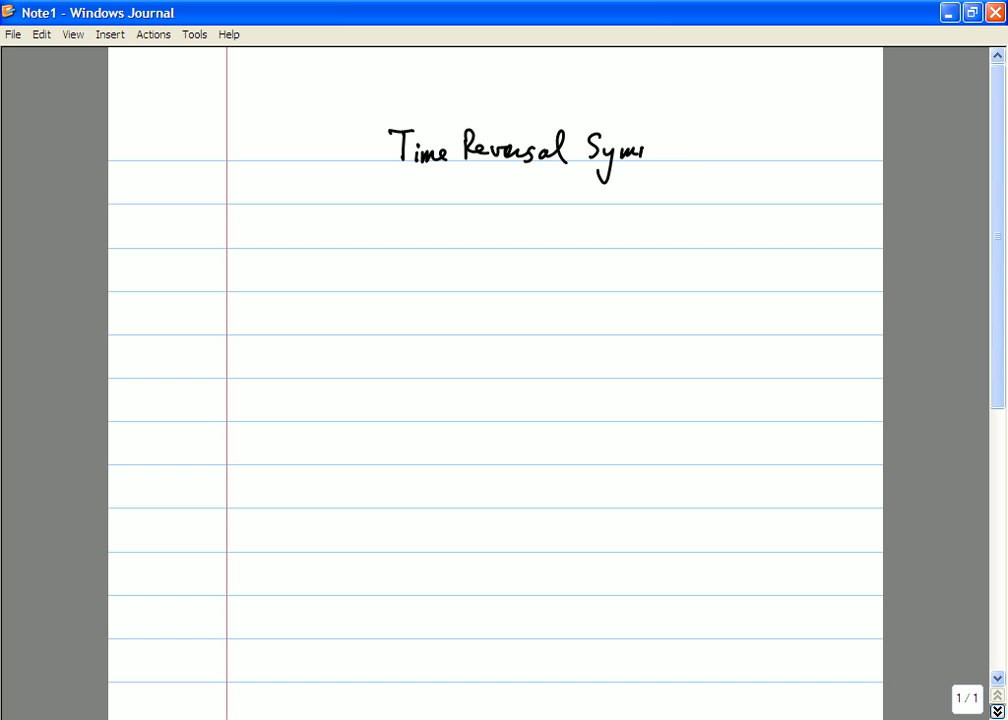 Note1 - Windows Journal
File Edit View Insert Actions Tools Help
Time Reversal Sym
1 / 1